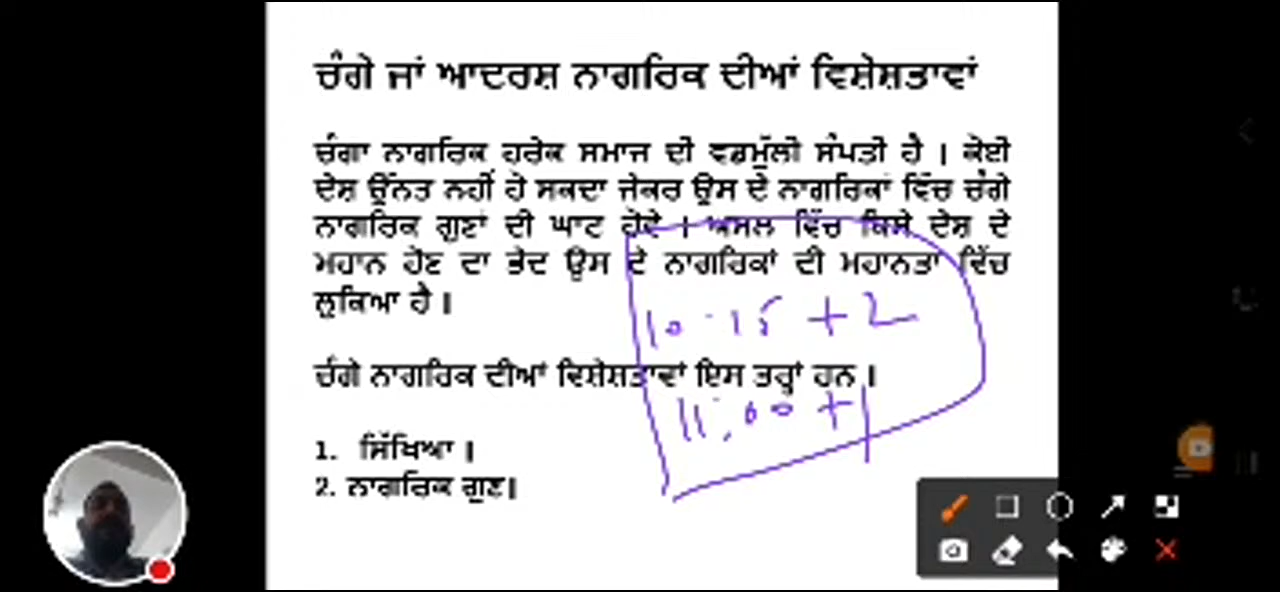 ਚੰਗੇ ਜਾਂ ਆਦਰਸ਼ ਨਾਗਰਿਕ ਦੀਆਂ ਵਿਸ਼ੇਸ਼ਤਾਵਾਂ
ਚੰਗਾ ਨਾਗਰਿਕ ਹਰੇਕ ਸਮਾਜ ਦੀ ਵਡਮੁੱਲੀ ਸੰਪਤੀ ਹੈ । ਕੋਈ
ਦੇਸ਼ ਉੱਨਤ ਨਹੀਂ ਹੋ ਸਕਦਾ ਜੇਕਰ ਉਸ ਦੇ ਨਾਗਰਿਕਾਂ ਵਿੱਚ ਚੰਗੇ
ਨਾਗਰਿਕ ਗੁਣਾਂ ਦੀ ਘਾਟ ਹੋਵੇ । ਅਸਲ ਵਿੱਚ ਕਿਸੇ ਦੇਸ਼ ਦੇ
ਮਹਾਨ ਹੋਣ ਦਾ ਭੇਦ ਉਸ ਦੇ ਨਾਗਰਿਕਾਂ ਦੀ ਮਹਾਨਤਾ ਵਿੱਚ
ਲੁਕਿਆ ਹੈ ।
10.15 +2
ਚੰਗੇ ਨਾਗਰਿਕ ਦੀਆਂ ਵਿਸ਼ੇਸ਼ਤਾਵਾਂ ਇਸ ਤਰ੍ਹਾਂ ਹਨ ।
11.00 +1
1. ਸਿੱਖਿਆ ।
2. ਨਾਗਰਿਕ ਗੁਣ।